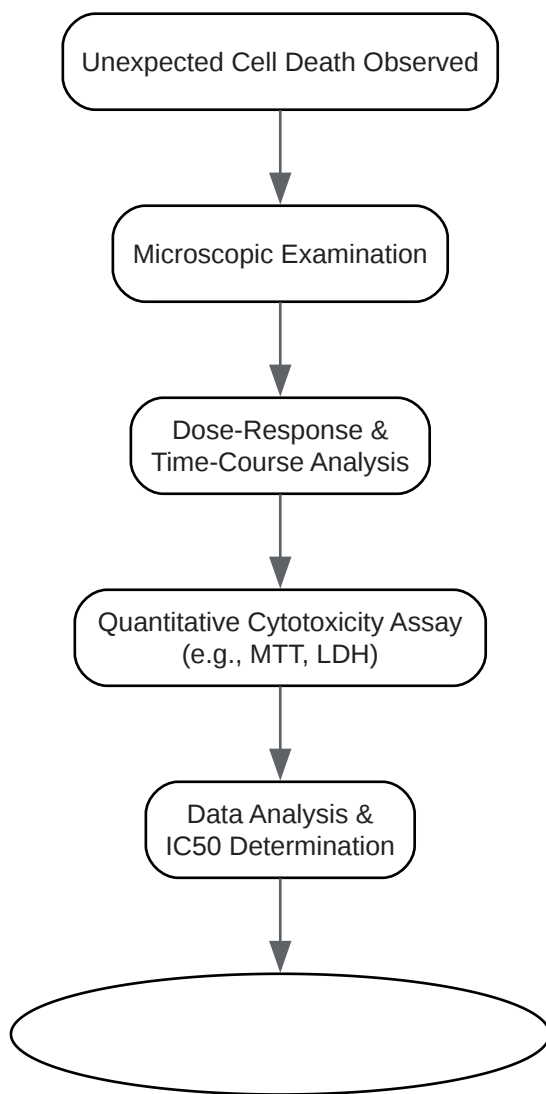 Unexpected Cell Death Observed
Microscopic Examination
Dose-Response &
Time-Course Analysis
Quantitative Cytotoxicity Assay
(e.g., MTT, LDH)
Data Analysis &
IC50 Determination